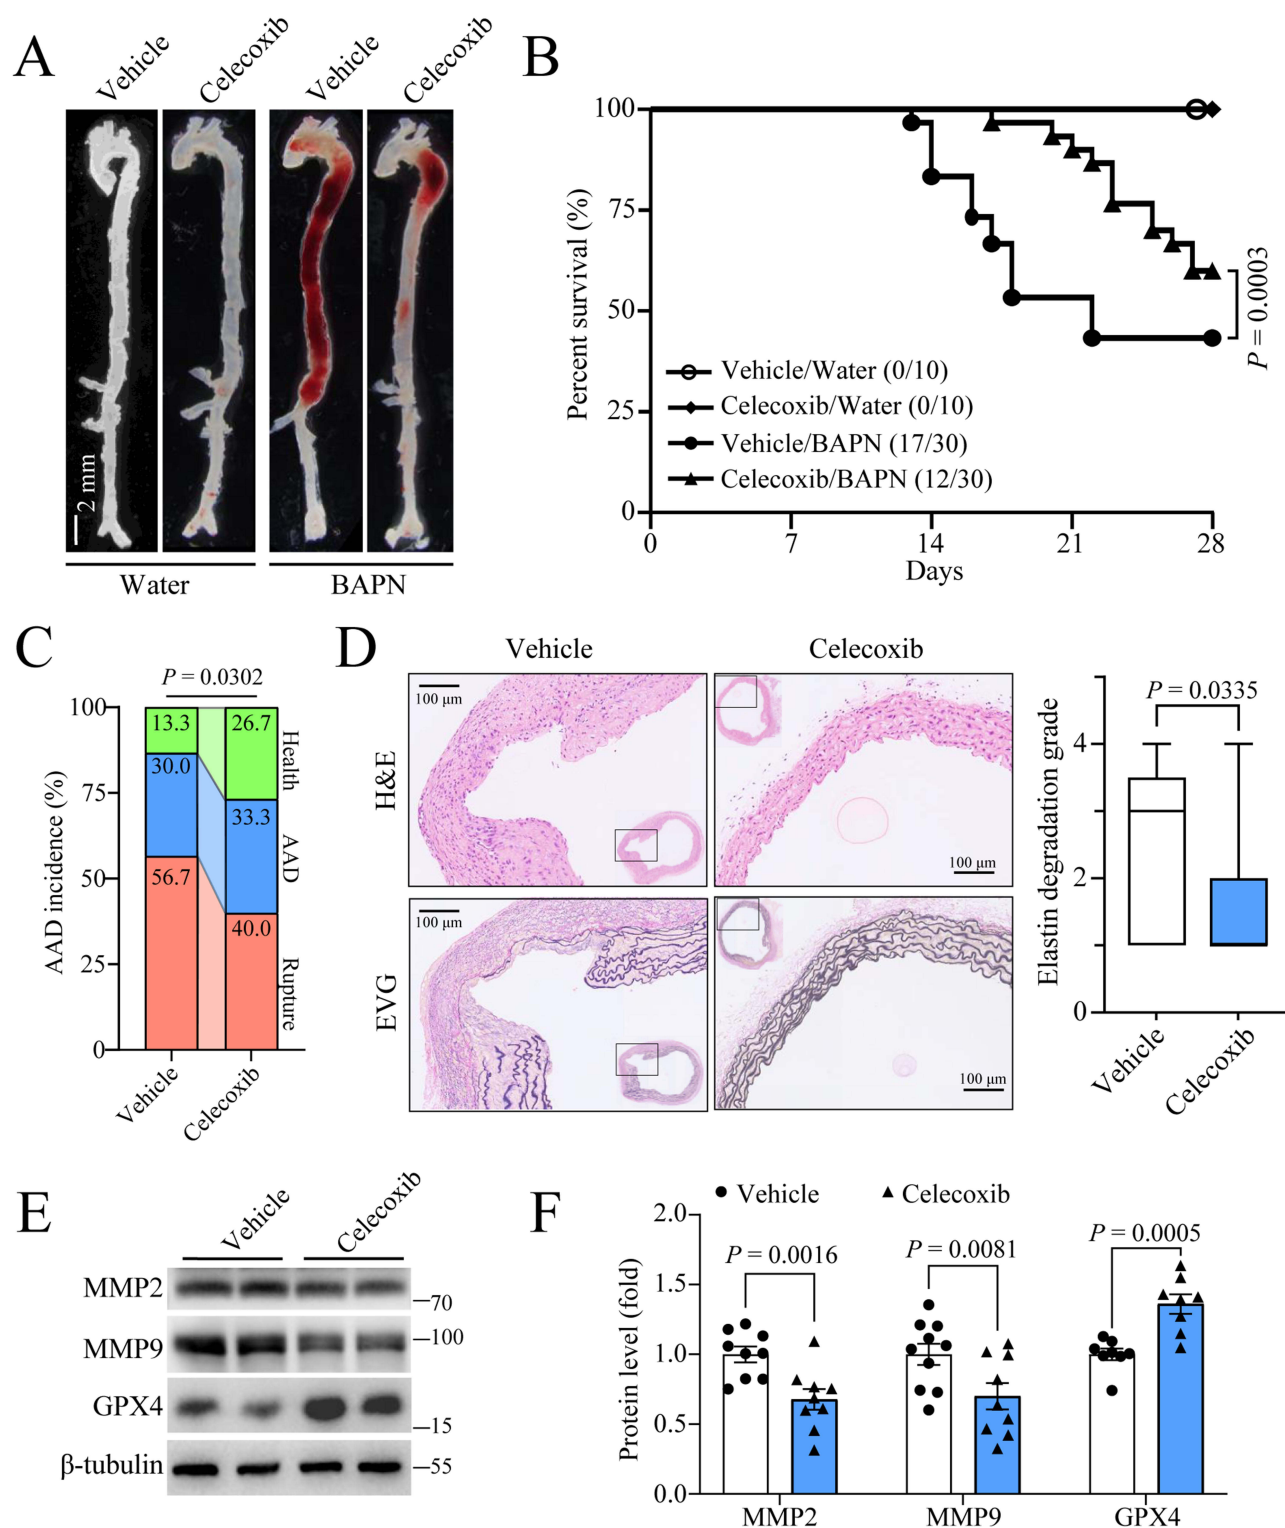 A
Vehicle
Celecoxib
Vehicle
Celecoxib
2 mm
Water
BAPN
B
Percent survival (%)
100
75
50
25
0
0
7
14
21
28
Days
Vehicle/Water (0/10)
Celecoxib/Water (0/10)
Vehicle/BAPN (17/30)
Celecoxib/BAPN (12/30)
P = 0.0003
C
P = 0.0302
AAD incidence (%)
100
75
50
25
0
13.3
30.0
56.7
26.7
33.3
40.0
Health
AAD
Rupture
Vehicle
Celecoxib
D
Vehicle
Celecoxib
H&E
EVG
100 μm
100 μm
100 μm
100 μm
Elastin degradation grade
4
2
0
P = 0.0335
Vehicle
Celecoxib
E
Vehicle
Celecoxib
MMP2
70
MMP9
100
GPX4
15
β-tubulin
55
F
Vehicle
Celecoxib
Protein level (fold)
2.0
1.5
1.0
0.5
0.0
P = 0.0016
P = 0.0081
P = 0.0005
MMP2
MMP9
GPX4